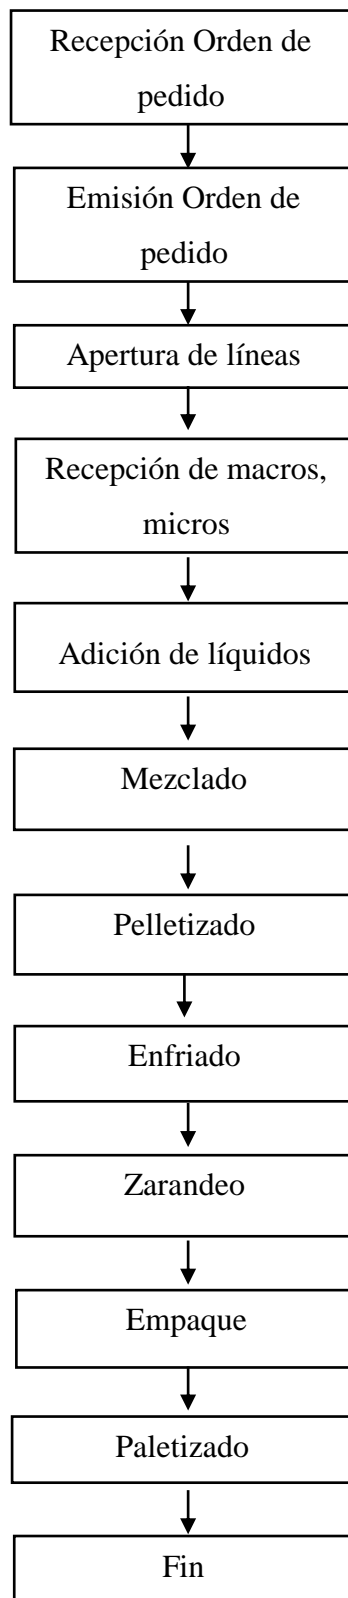 Recepción Orden de
pedido
Emisión Orden de
pedido
Apertura de líneas
Recepción de macros,
micros
Adición de líquidos
Mezclado
Pelletizado
Enfriado
Zarandeo
Empaque
Paletizado
Fin